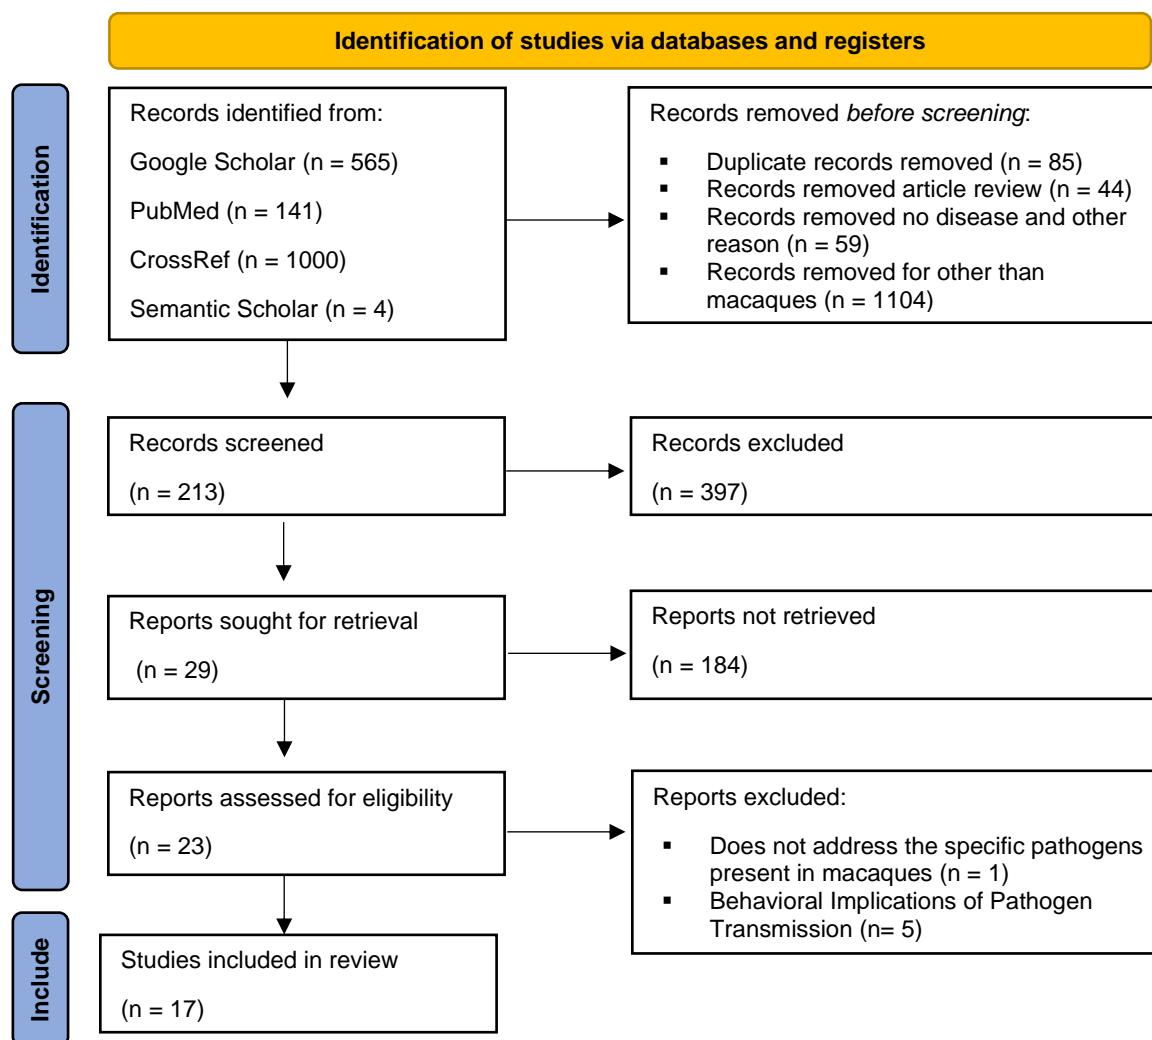 Identification of studies via databases and registers
Identification
Records identified from:
Google Scholar (n = 565)
PubMed (n = 141)
CrossRef (n = 1000)
Semantic Scholar (n = 4)
Records removed before screening:
▪ Duplicate records removed (n = 85)
▪ Records removed article review (n = 44)
▪ Records removed no disease and other
reason (n = 59)
▪ Records removed for other than
macaques (n = 1104)
Screening
Records screened
(n = 213)
Records excluded
(n = 397)
Reports sought for retrieval
(n = 29)
Reports not retrieved
(n = 184)
Reports assessed for eligibility
(n = 23)
Reports excluded:
▪ Does not address the specific pathogens
present in macaques (n = 1)
▪ Behavioral Implications of Pathogen
Transmission (n= 5)
Include
Studies included in review
(n = 17)